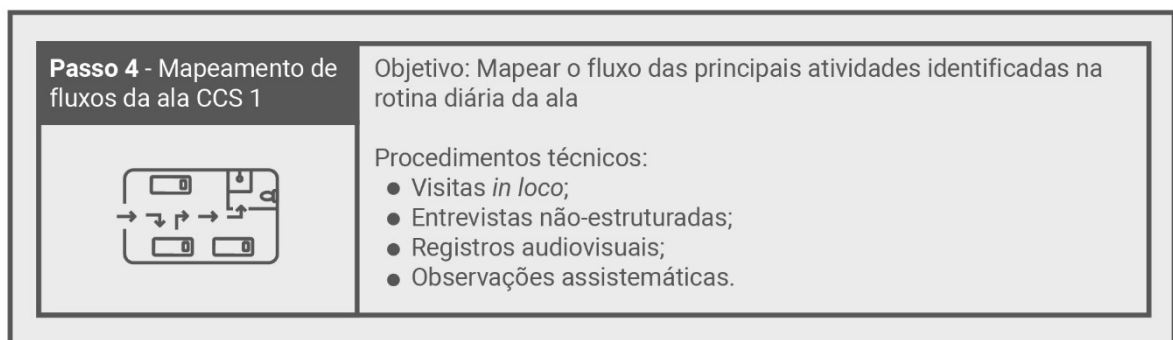 Passo 4 - Mapeamento de
fluxos da ala CCS 1
Objetivo: Mapear o fluxo das principais atividades identificadas na
rotina diária da ala
Procedimentos técnicos:
● Visitas in loco;
● Entrevistas não-estruturadas;
● Registros audiovisuais;
● Observações assistemáticas.